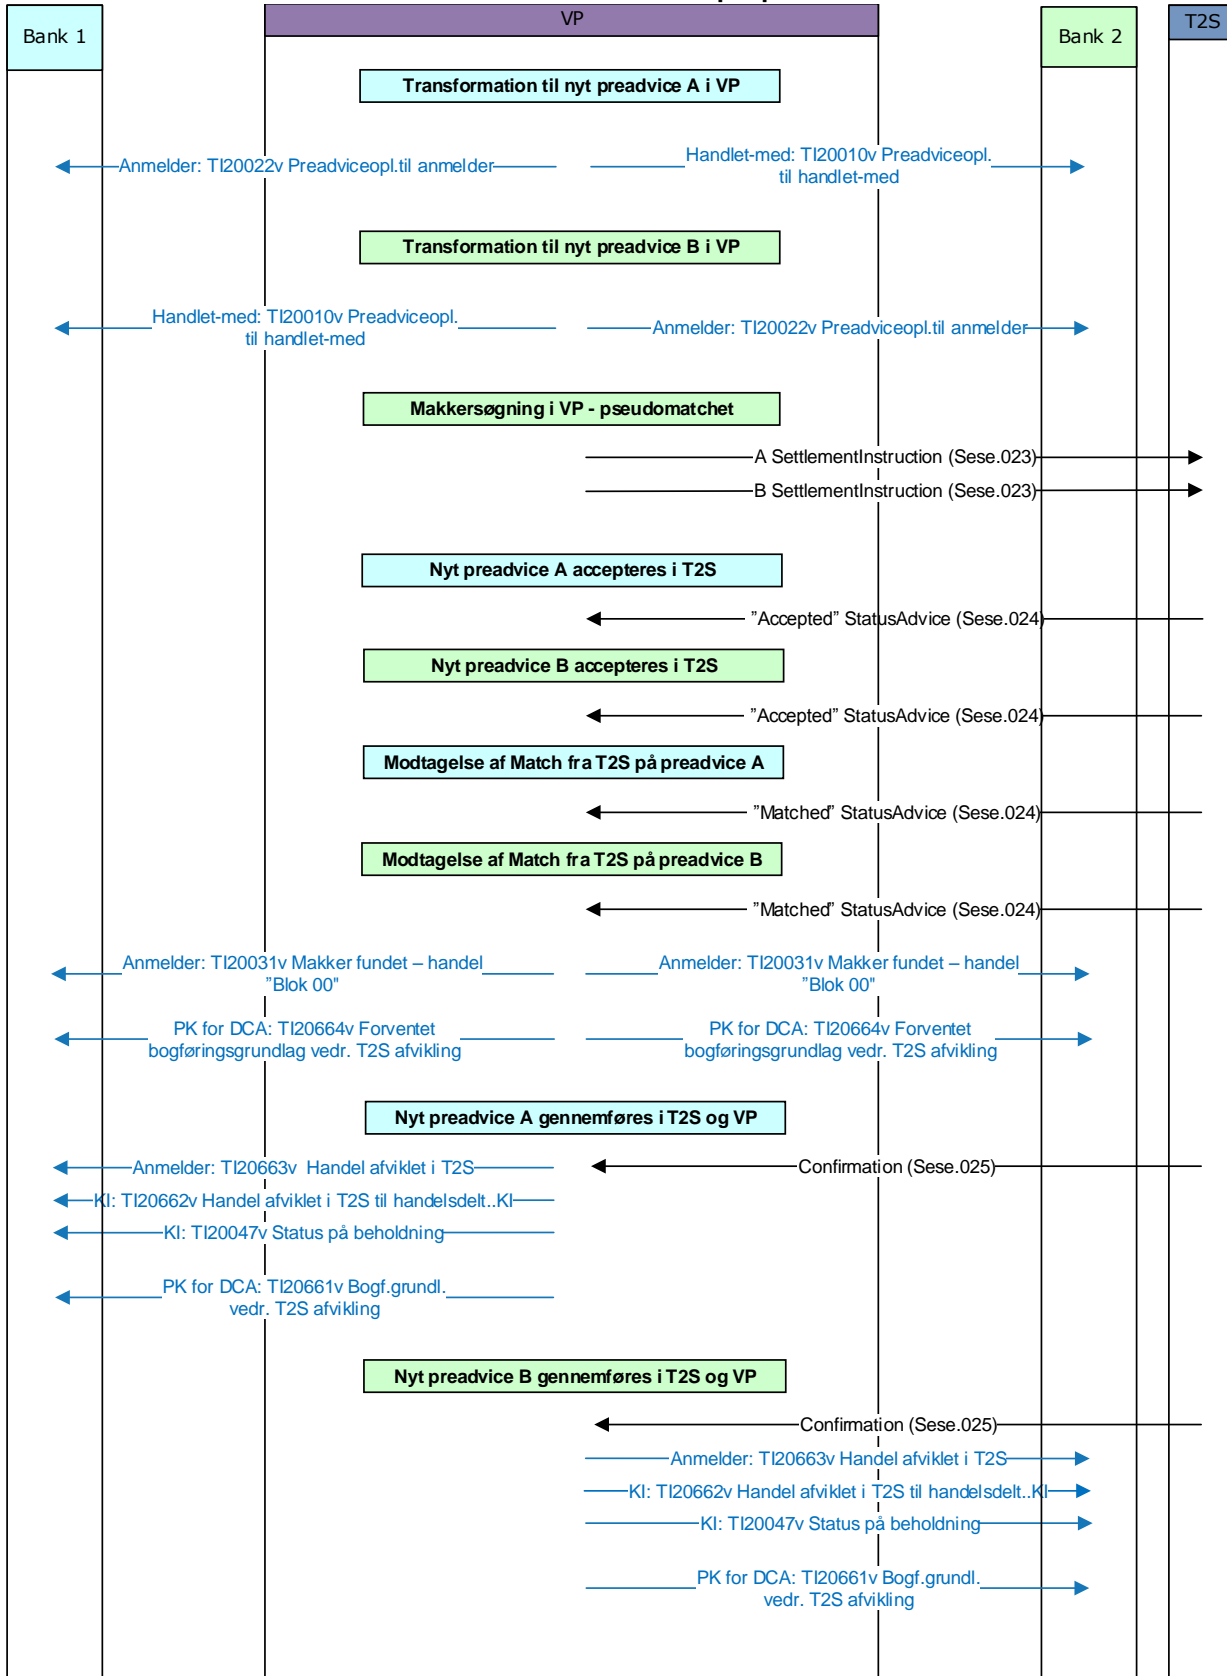 VP
T2S
Bank 1
Bank 2
Transformation til nyt preadvice A i VP
Anmelder: TI20022v Preadviceopl.til anmelder
Handlet-med: TI20010v Preadviceopl.
til handlet-med
Transformation til nyt preadvice B i VP
Handlet-med: TI20010v Preadviceopl.
til handlet-med
Anmelder: TI20022v Preadviceopl.til anmelder
Makkersøgning i VP - pseudomatchet
A SettlementInstruction (Sese.023)
B SettlementInstruction (Sese.023)
Nyt preadvice A accepteres i T2S
”Accepted” StatusAdvice (Sese.024)
Nyt preadvice B accepteres i T2S
”Accepted” StatusAdvice (Sese.024)
Modtagelse af Match fra T2S på preadvice A
”Matched” StatusAdvice (Sese.024)
Modtagelse af Match fra T2S på preadvice B
”Matched” StatusAdvice (Sese.024)
Anmelder: TI20031v Makker fundet – handel
”Blok 00"
Anmelder: TI20031v Makker fundet – handel
”Blok 00"
PK for DCA: TI20664v Forventet
bogføringsgrundlag vedr. T2S afvikling
PK for DCA: TI20664v Forventet
bogføringsgrundlag vedr. T2S afvikling
Nyt preadvice A gennemføres i T2S og VP
Anmelder: TI20663v  Handel afviklet i T2S
Confirmation (Sese.025)
KI: TI20662v Handel afviklet i T2S til handelsdelt..KI
KI: TI20047v Status på beholdning
PK for DCA: TI20661v Bogf.grundl.
vedr. T2S afvikling
Nyt preadvice B gennemføres i T2S og VP
Confirmation (Sese.025)
Anmelder: TI20663v Handel afviklet i T2S
KI: TI20662v Handel afviklet i T2S til handelsdelt..KI
KI: TI20047v Status på beholdning
PK for DCA: TI20661v Bogf.grundl.
vedr. T2S afvikling